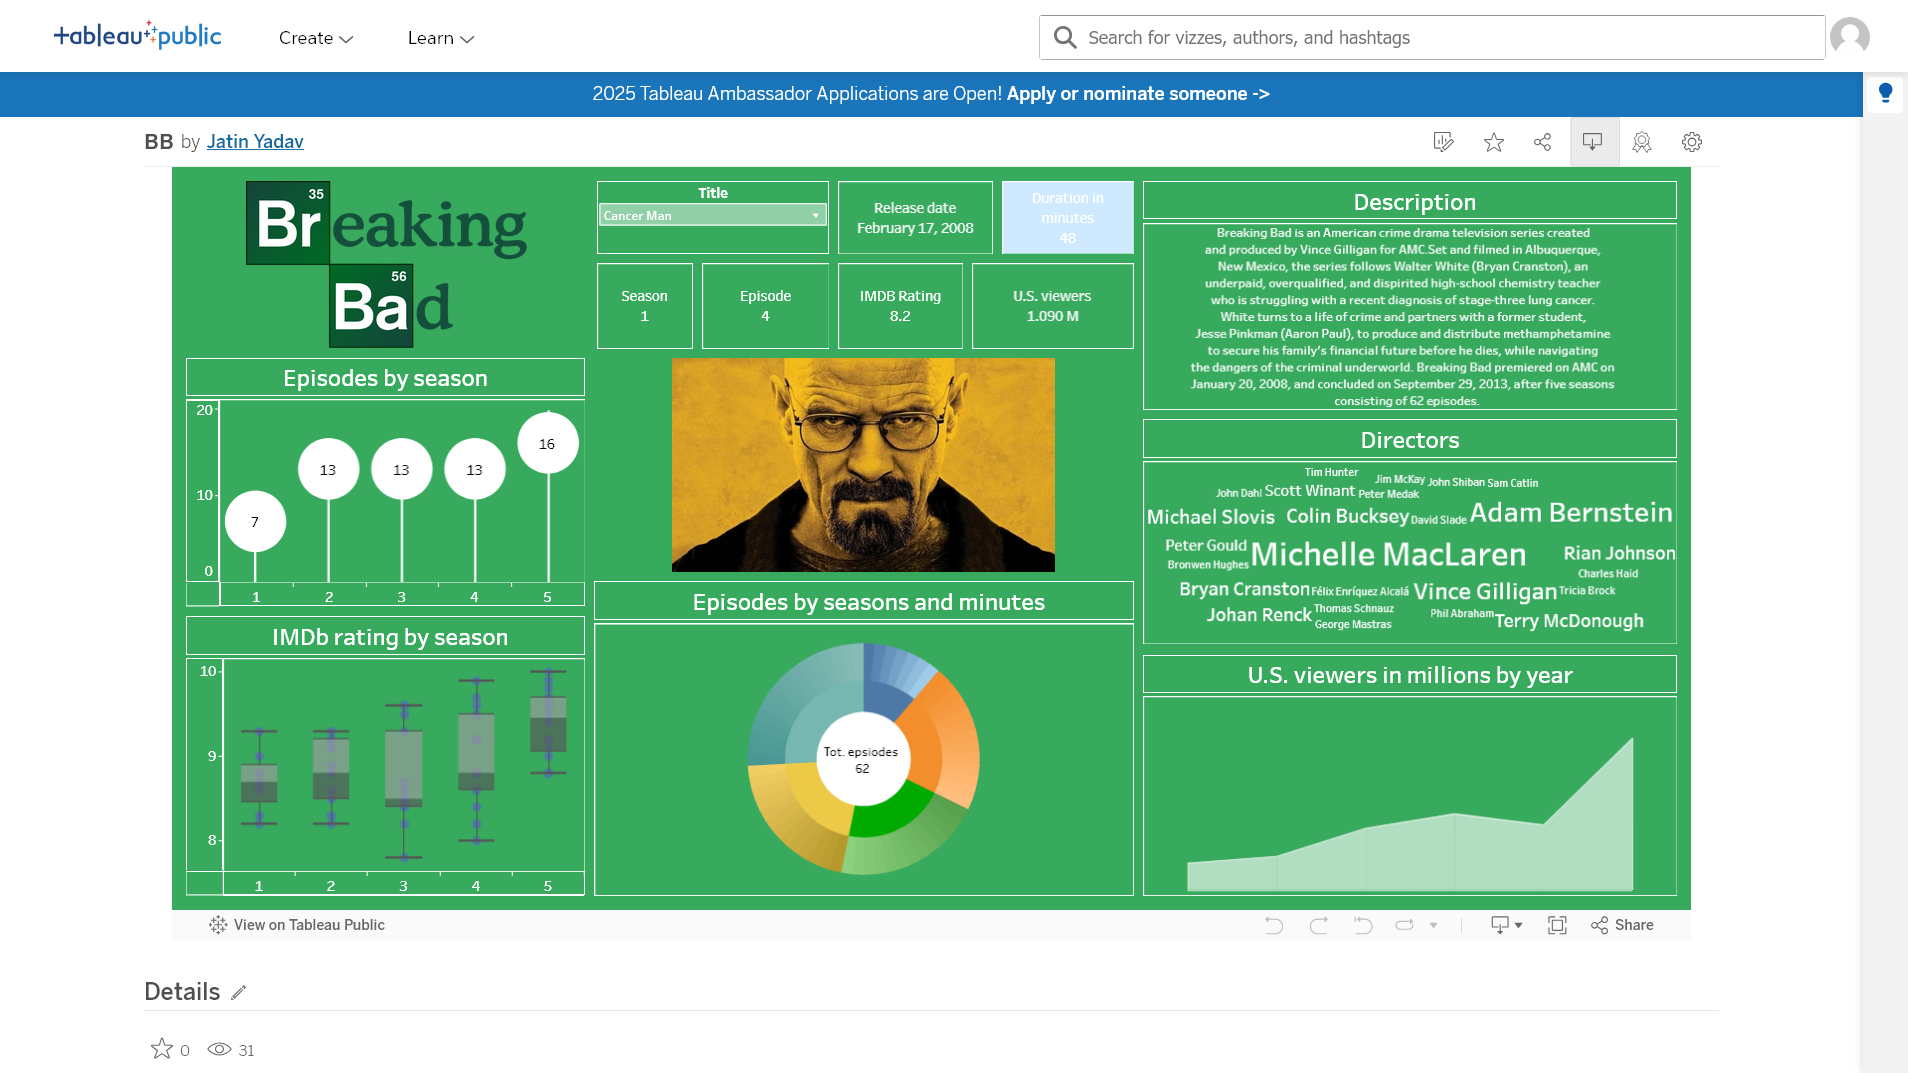 tableau public
Create
Learn
Search for vizzes, authors, and hashtags
2025 Tableau Ambassador Applications are Open! Apply or nominate someone ->
BB by Jatin Yadav
35
Breaking
56
Bad
Title
Cancer Man
Release date
February 17, 2008
Duration in
minutes
48
Season
1
Episode
4
IMDB Rating
8.2
U.S. viewers
1.090 M
Description
Breaking Bad is an American crime drama television series created
and produced by Vince Gilligan for AMC.Set and filmed in Albuquerque,
New Mexico, the series follows Walter White (Bryan Cranston), an
underpaid, overqualified, and dispirited high-school chemistry teacher
who is struggling with a recent diagnosis of stage-three lung cancer.
White turns to a life of crime and partners with a former student,
Jesse Pinkman (Aaron Paul), to produce and distribute methamphetamine
to secure his family's financial future before he dies, while navigating
the dangers of the criminal underworld. Breaking Bad premiered on AMC on
January 20, 2008, and concluded on September 29, 2013, after five seasons
consisting of 62 episodes.
Episodes by season
20
10
0
7
13
13
13
16
1 2 3 4 5
Directors
Tim Hunter
Jim McKay John Shiban Sam Catlin
John Dahl Scott Winant Peter Medak
Michael Slovis Colin Bucksey David Slade Adam Bernstein
Peter Gould Michelle MacLaren Rian Johnson
Bronwen Hughes Charles Haid
Bryan Cranston Félix Enríquez Alcalá Vince Gilligan Tricia Brock
Johan Renck Thomas Schnauz Phil Abraham Terry McDonough
George Mastras
IMDb rating by season
10
9
8
1 2 3 4 5
Episodes by seasons and minutes
Tot. epsiodes
62
U.S. viewers in millions by year
View on Tableau Public
Share
Details
0 31